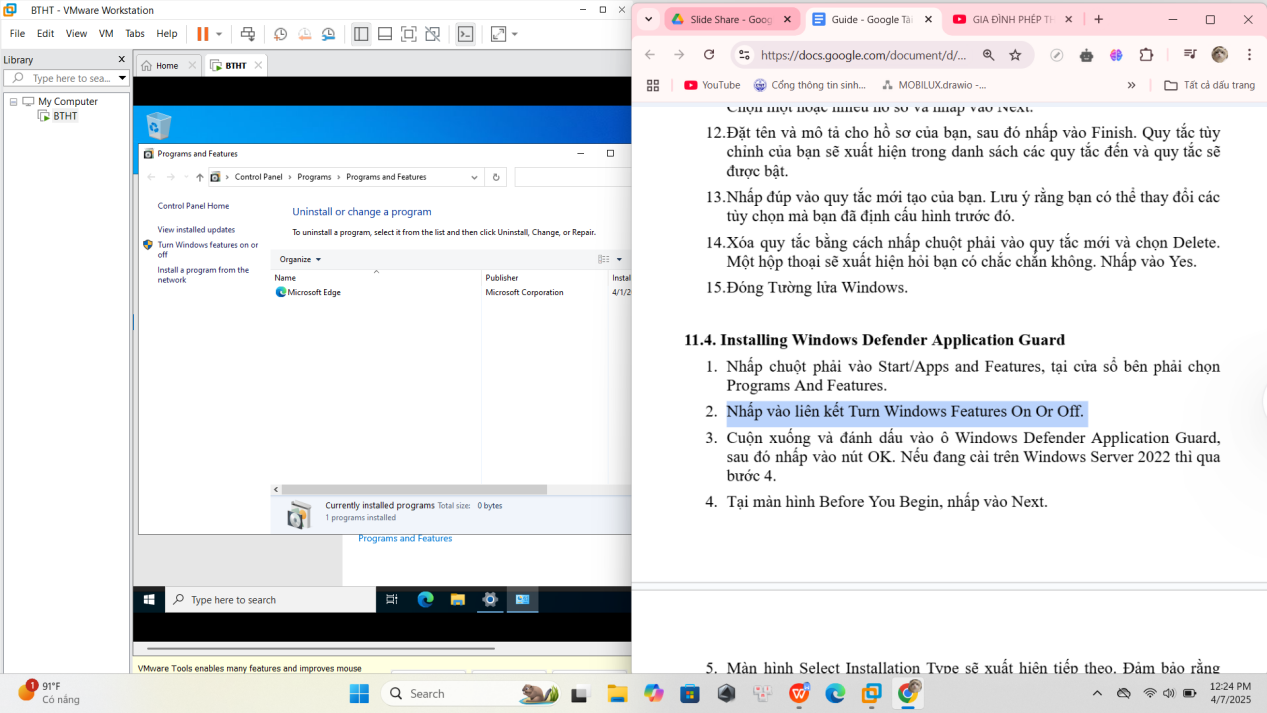 BTHT - VMware Workstation
File Edit View VM Tabs Help
Library
Type here to sea...
My Computer
BTHT
Home
BTHT
Programs and Features
Control Panel
Programs
Programs and Features
Control Panel Home
View installed updates
Turn Windows features on or
off
Install a program from the
network
Uninstall or change a program
To uninstall a program, select it from the list and then click Uninstall, Change, or Repair.
Organize
Name Publisher Instal
Microsoft Edge Microsoft Corporation 4/1/2
Currently installed programs Total size: 0 bytes
1 programs installed
Programs and Features
Type here to search
VMware Tools enables many features and improves mouse
Slide Share - Goog
Guide - Google Tài
GIA ĐÌNH PHÉP TH
https://docs.google.com/document/d/...
YouTube
Cổng thông tin sinh...
MOBILUX.drawio -...
Tất cả dấu trang
Chọn một hoặc nhiều hồ sơ và nhấp vào Next.
12. Đặt tên và mô tả cho hồ sơ của bạn, sau đó nhấp vào Finish. Quy tắc tùy
chỉnh của bạn sẽ xuất hiện trong danh sách các quy tắc đến và quy tắc sẽ
được bật.
13. Nhấp đúp vào quy tắc mới tạo của bạn. Lưu ý rằng bạn có thể thay đổi các
tùy chọn mà bạn đã định cấu hình trước đó.
14. Xóa quy tắc bằng cách nhấp chuột phải vào quy tắc mới và chọn Delete.
Một hộp thoại sẽ xuất hiện hỏi bạn có chắc chắn không. Nhấp vào Yes.
15. Đóng Tường lửa Windows.
11.4. Installing Windows Defender Application Guard
1. Nhấp chuột phải vào Start/Apps and Features, tại cửa sổ bên phải chọn
Programs And Features.
2. Nhấp vào liên kết Turn Windows Features On Or Off.
3. Cuộn xuống và đánh dấu vào ô Windows Defender Application Guard,
sau đó nhấp vào nút OK. Nếu đang cài trên Windows Server 2022 thì qua
bước 4.
4. Tại màn hình Before You Begin, nhấp vào Next.
5. Màn hình Select Installation Type sẽ xuất hiện tiếp theo. Đảm bảo rằng
1
91°F
Có nắng
Search
12:24 PM
4/7/2025